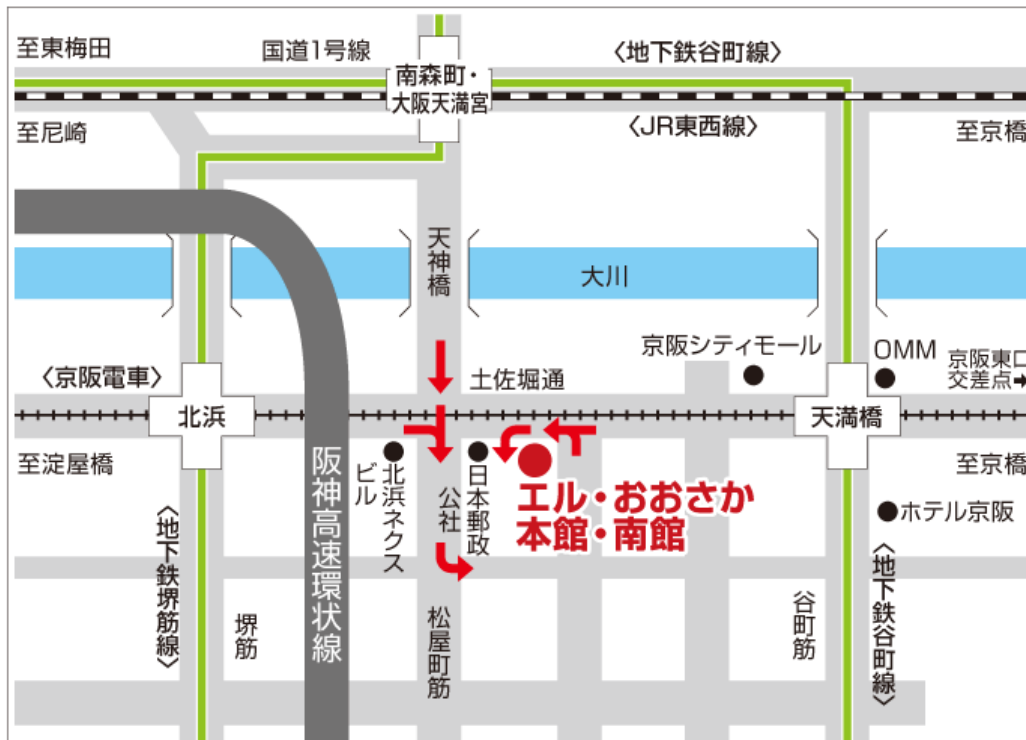 至東梅田
国道1号線
〈地下鉄谷町線〉
南森町・
大阪天満宮
至尼崎
〈JR東西線〉
至京橋
天神橋
大川
京阪シティモール
OMM
京阪東口
交差点➡
〈京阪電車〉
土佐堀通
北浜
天満橋
至淀屋橋
阪神高速環状線
北浜ネクス
ビル
公社
日本郵政
エル・おおさか
本館・南館
至京橋
ホテル京阪
〈地下鉄堺筋線〉
堺筋
松屋町筋
谷町筋
〈地下鉄谷町線〉